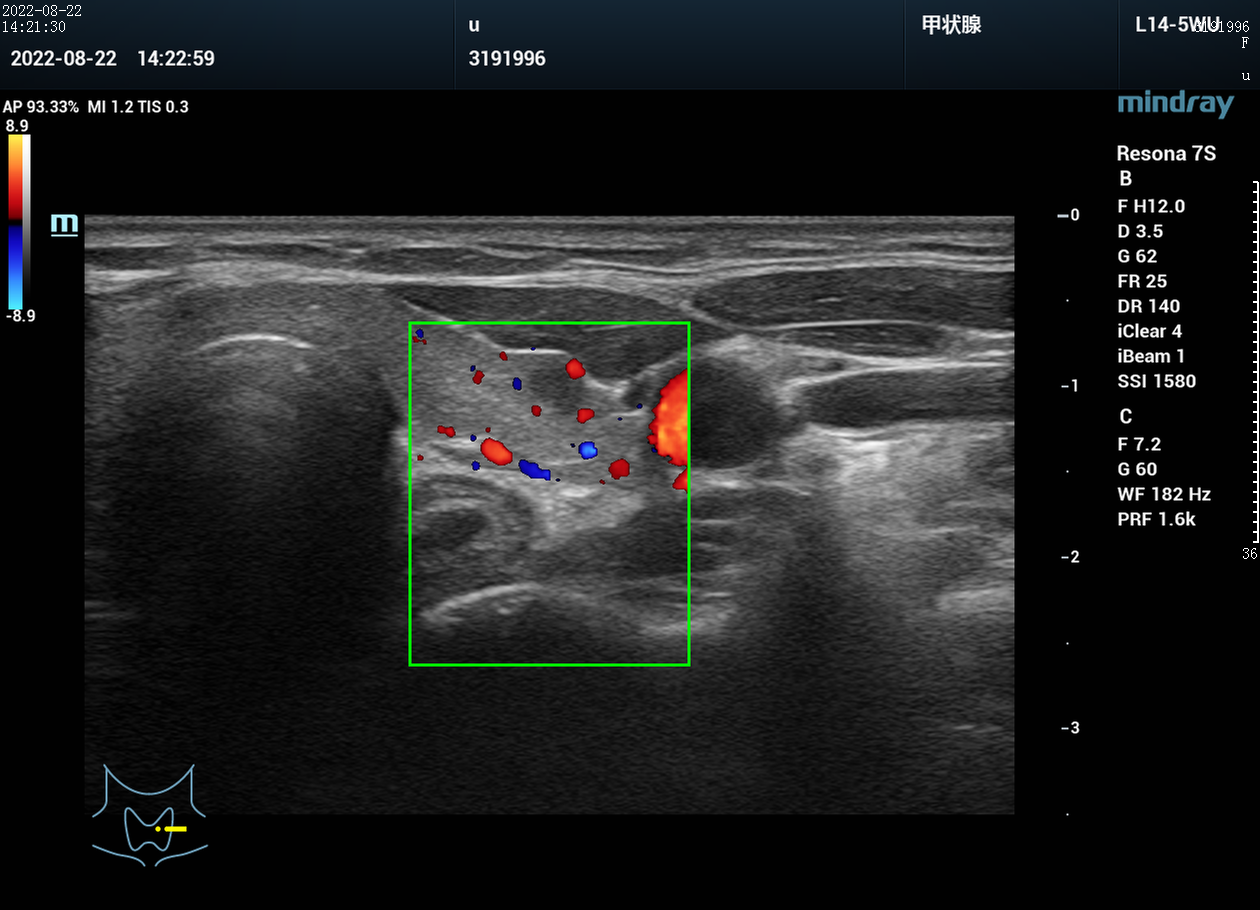 2022-08-22
14:21:30
2022-08-22 14:22:59
u
3191996
甲状腺
L14-5WU
3191996
F
u
AP 93.33% MI 1.2 TIS 0.3
8.9
-8.9
m
mindray
Resona 7S
B
F H12.0
D 3.5
G 62
FR 25
DR 140
iClear 4
iBeam 1
SSI 1580
C
F 7.2
G 60
WF 182 Hz
PRF 1.6k
0
-1
-2
-3
36